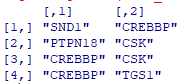 [,1] [,2]
[1,] "SND1" "CREBBP"
[2,] "PTPN18" "CSK"
[3,] "CREBBP" "CSK"
[4,] "CREBBP" "TGS1"